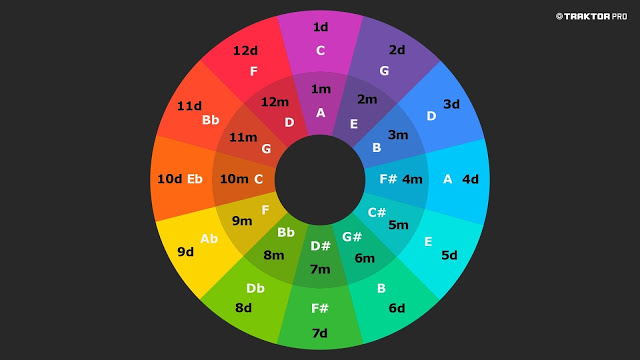 © TRAKTOR PRO
1d
C
2d
G
3d
D
A 4d
E
5d
B
6d
F#
7d
Db
8d
Ab
9d
10d Eb
11d
Bb
12d
F
1m
A
2m
E
3m
B
F# 4m
C#
5m
G#
6m
D#
7m
Bb
8m
F
9m
10m C
11m
G
12m
D